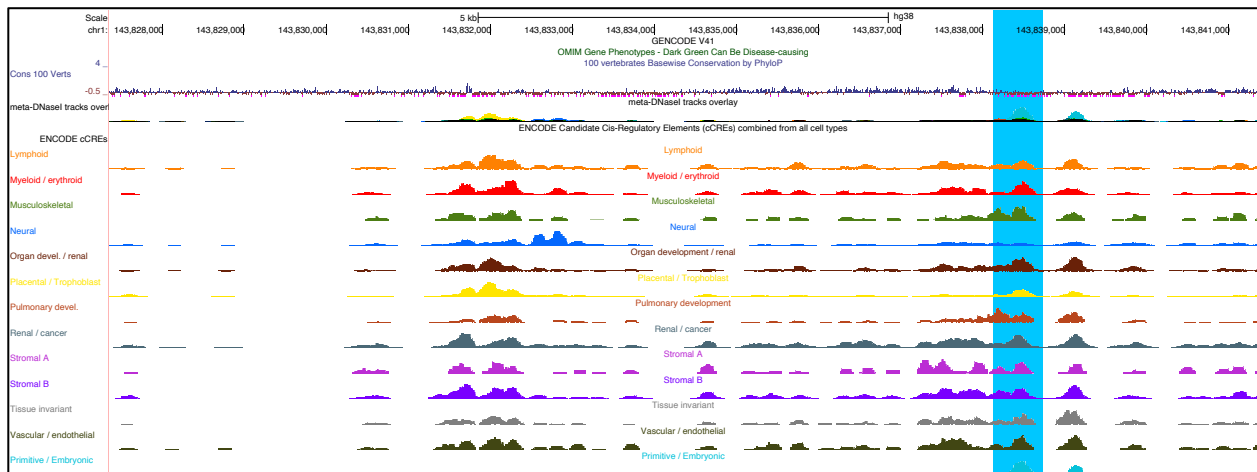 Scale 5 kb hg38
chr1: 143,828,000 143,829,000 143,830,000 143,831,000 143,832,000 143,833,000 143,834,000 143,835,000 143,836,000 143,837,000 143,838,000 143,839,000 143,840,000 143,841,000
GENCODE V41
OMIM Gene Phenotypes - Dark Green Can Be Disease-causing
100 vertebrates Basewise Conservation by PhyloP
4 _
Cons 100 Verts
-0.5 _
meta-DNaseI tracks overl meta-DNaseI tracks overlay
ENCODE Candidate Cis-Regulatory Elements (cCREs) combined from all cell types
ENCODE cCREs
Lymphoid Lymphoid
Myeloid / erythroid Myeloid / erythroid
Musculoskeletal Musculoskeletal
Neural Neural
Organ devel. / renal Organ development / renal
Placental / Trophoblast Placental / Trophoblast
Pulmonary devel. Pulmonary development
Renal / cancer Renal / cancer
Stromal A Stromal A
Stromal B Stromal B
Tissue invariant Tissue invariant
Vascular / endothelial Vascular / endothelial
Primitive / Embryonic Primitive / Embryonic